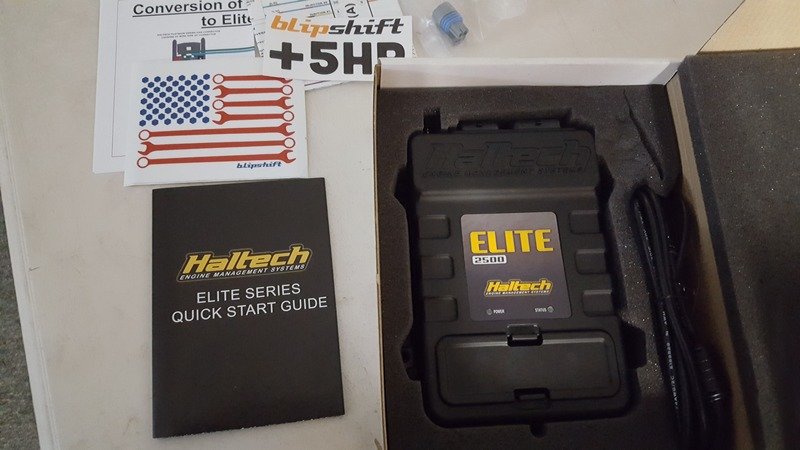 Conversion of
to Elite
blipshift
+5HP
blipshift
Haltech
ENGINE MANAGEMENT SYSTEMS
ELITE SERIES
QUICK START GUIDE
Haltech
ENGINE MANAGEMENT SYSTEMS
ELITE
2500
Haltech
ENGINE MANAGEMENT SYSTEMS
POWER
STATUS